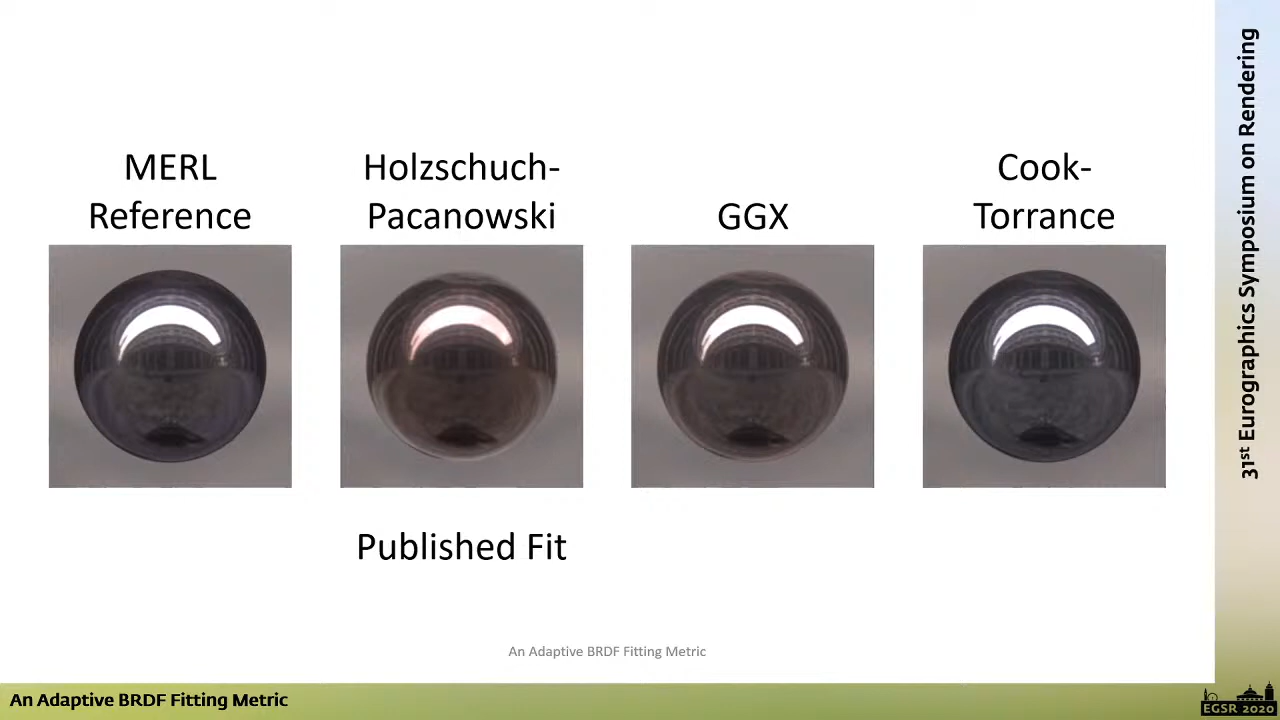 MERL
Reference
Holzschuch-
Pacanowski
GGX
Cook-
Torrance
Published Fit
An Adaptive BRDF Fitting Metric
An Adaptive BRDF Fitting Metric
31st Eurographics Symposium on Rendering
EGSR 2020